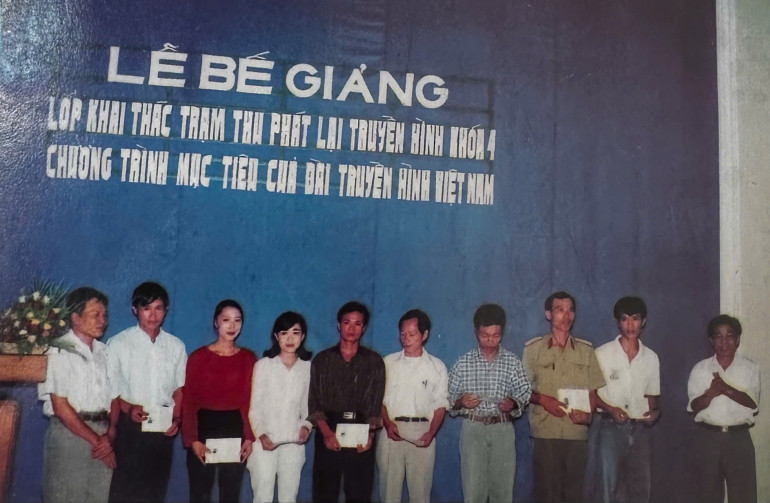 LỄ BẾ GIẢNG
LỚP KHAI THÁC TRẠM THU PHÁT LẠI TRUYỀN HÌNH KHÓA 4
CHƯƠNG TRÌNH MỤC TIÊU CỦA ĐÀI TRUYỀN HÌNH VIỆT NAM